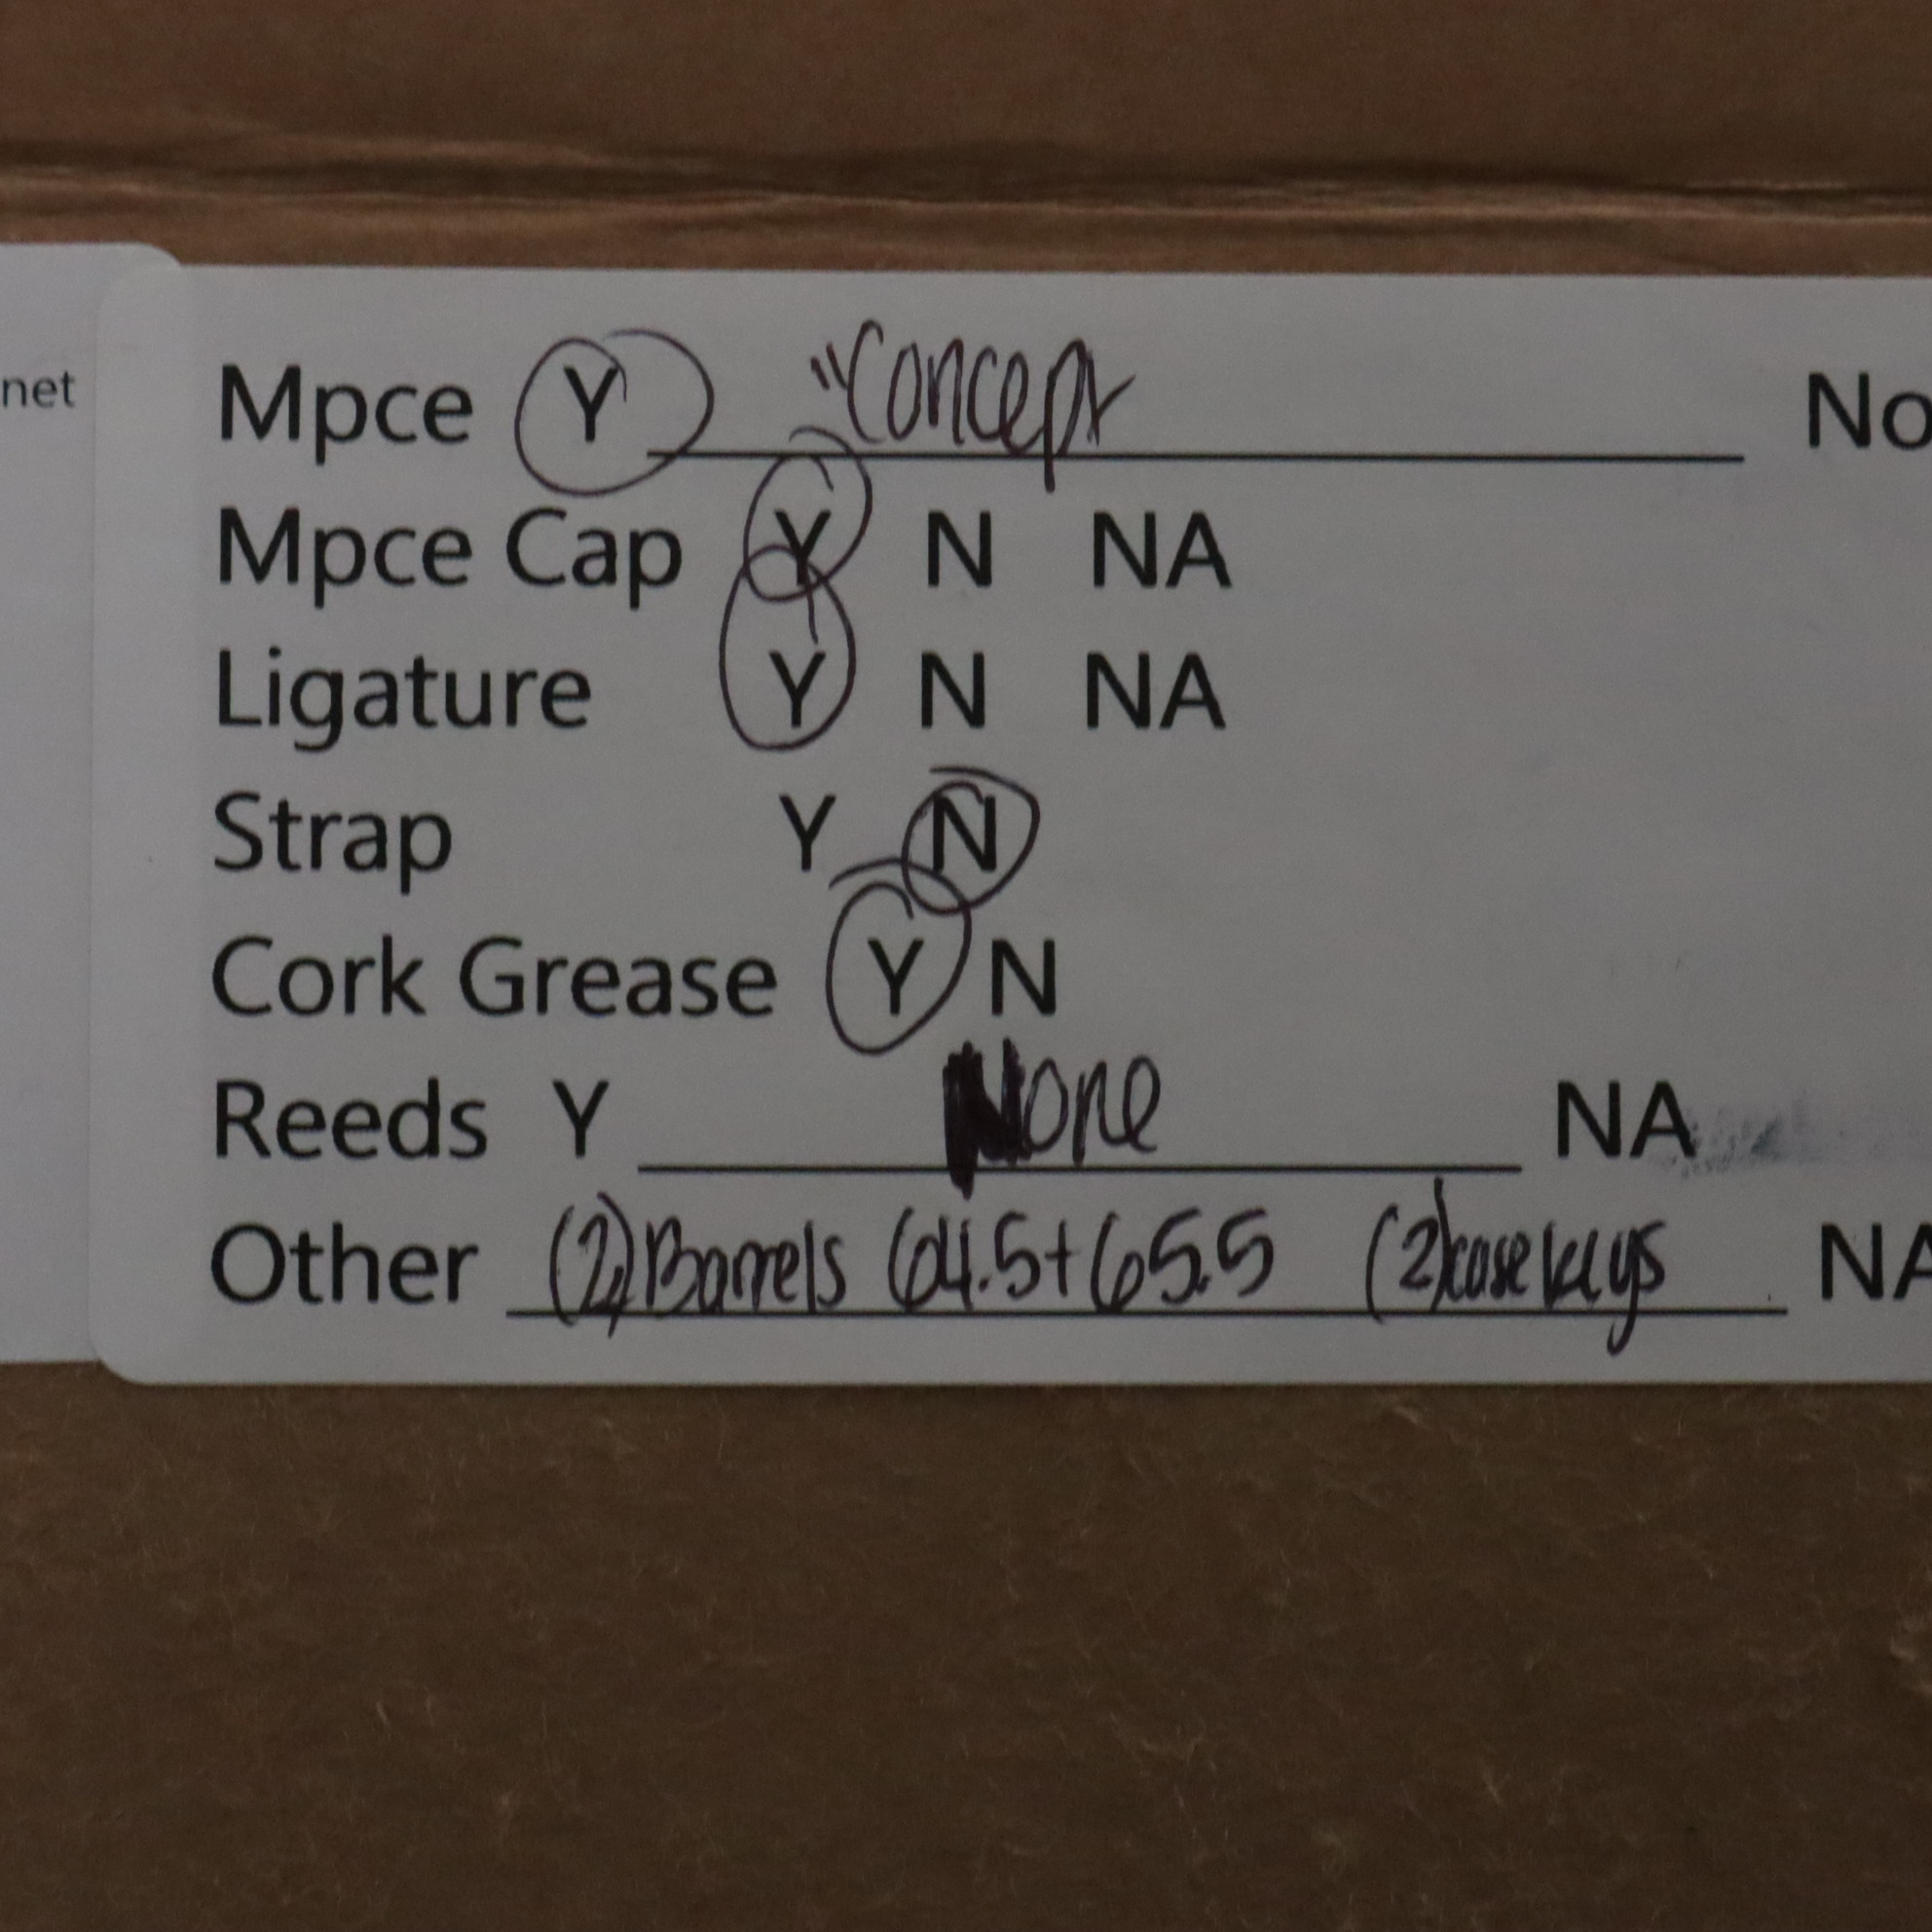 net
Mpce Y "Concept No
Mpce Cap Y N NA
Ligature Y N NA
Strap Y N
Cork Grease Y N
Reeds Y None NA
Other (2) Barrels 64.5+65.5 (2) case keys NA